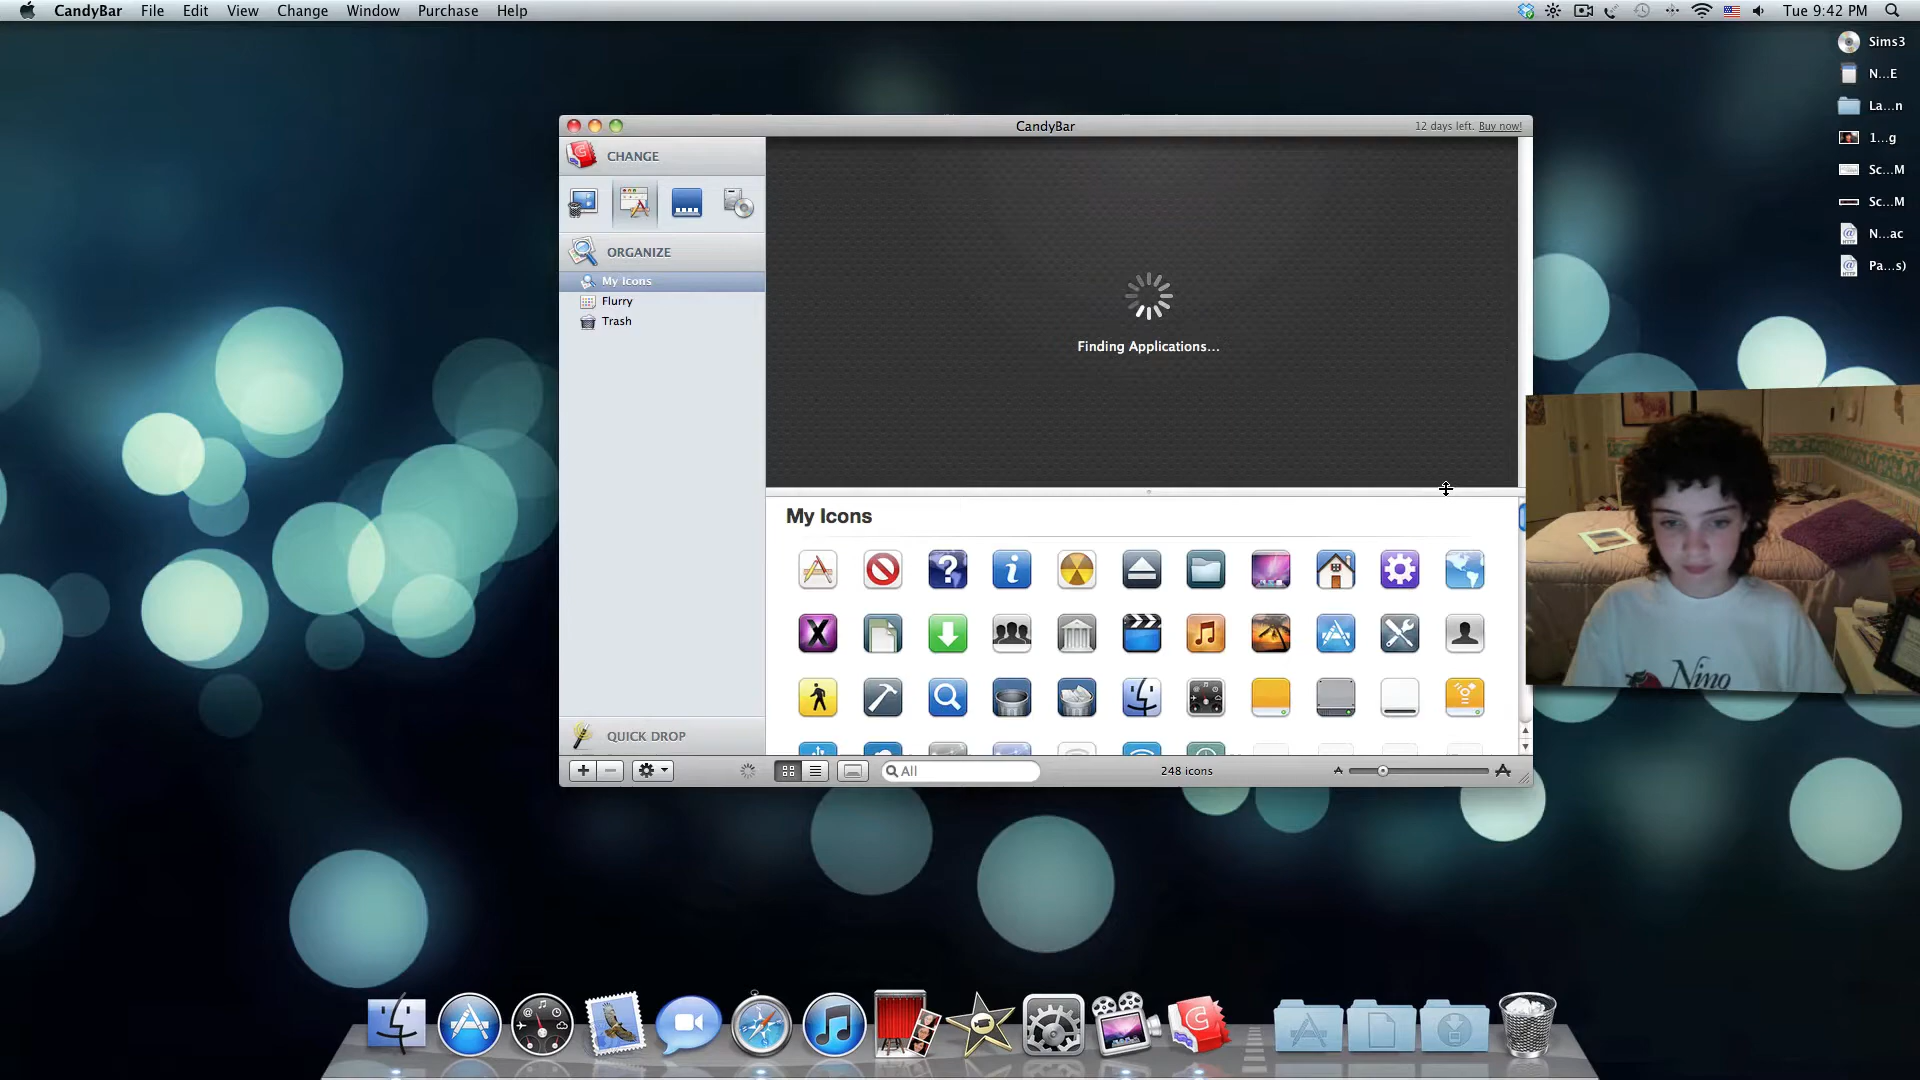 CandyBar File Edit View Change Window Purchase Help
Tue 9:42 PM
Sims3
N...E
La...n
1...g
Sc...M
Sc...M
N...ac
Pa...s)
CandyBar
12 days left. Buy now!
CHANGE
ORGANIZE
My Icons
Flurry
Trash
Finding Applications...
My Icons
QUICK DROP
All
248 icons
Nino